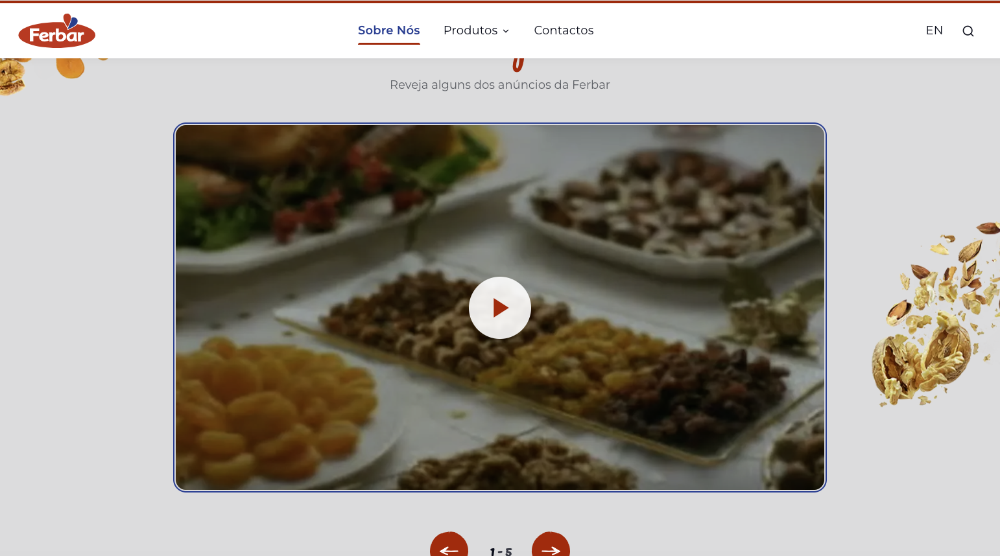 Ferbar
Sobre Nós
Produtos
Contactos
EN
Reveja alguns dos anúncios da Ferbar
1 - 5